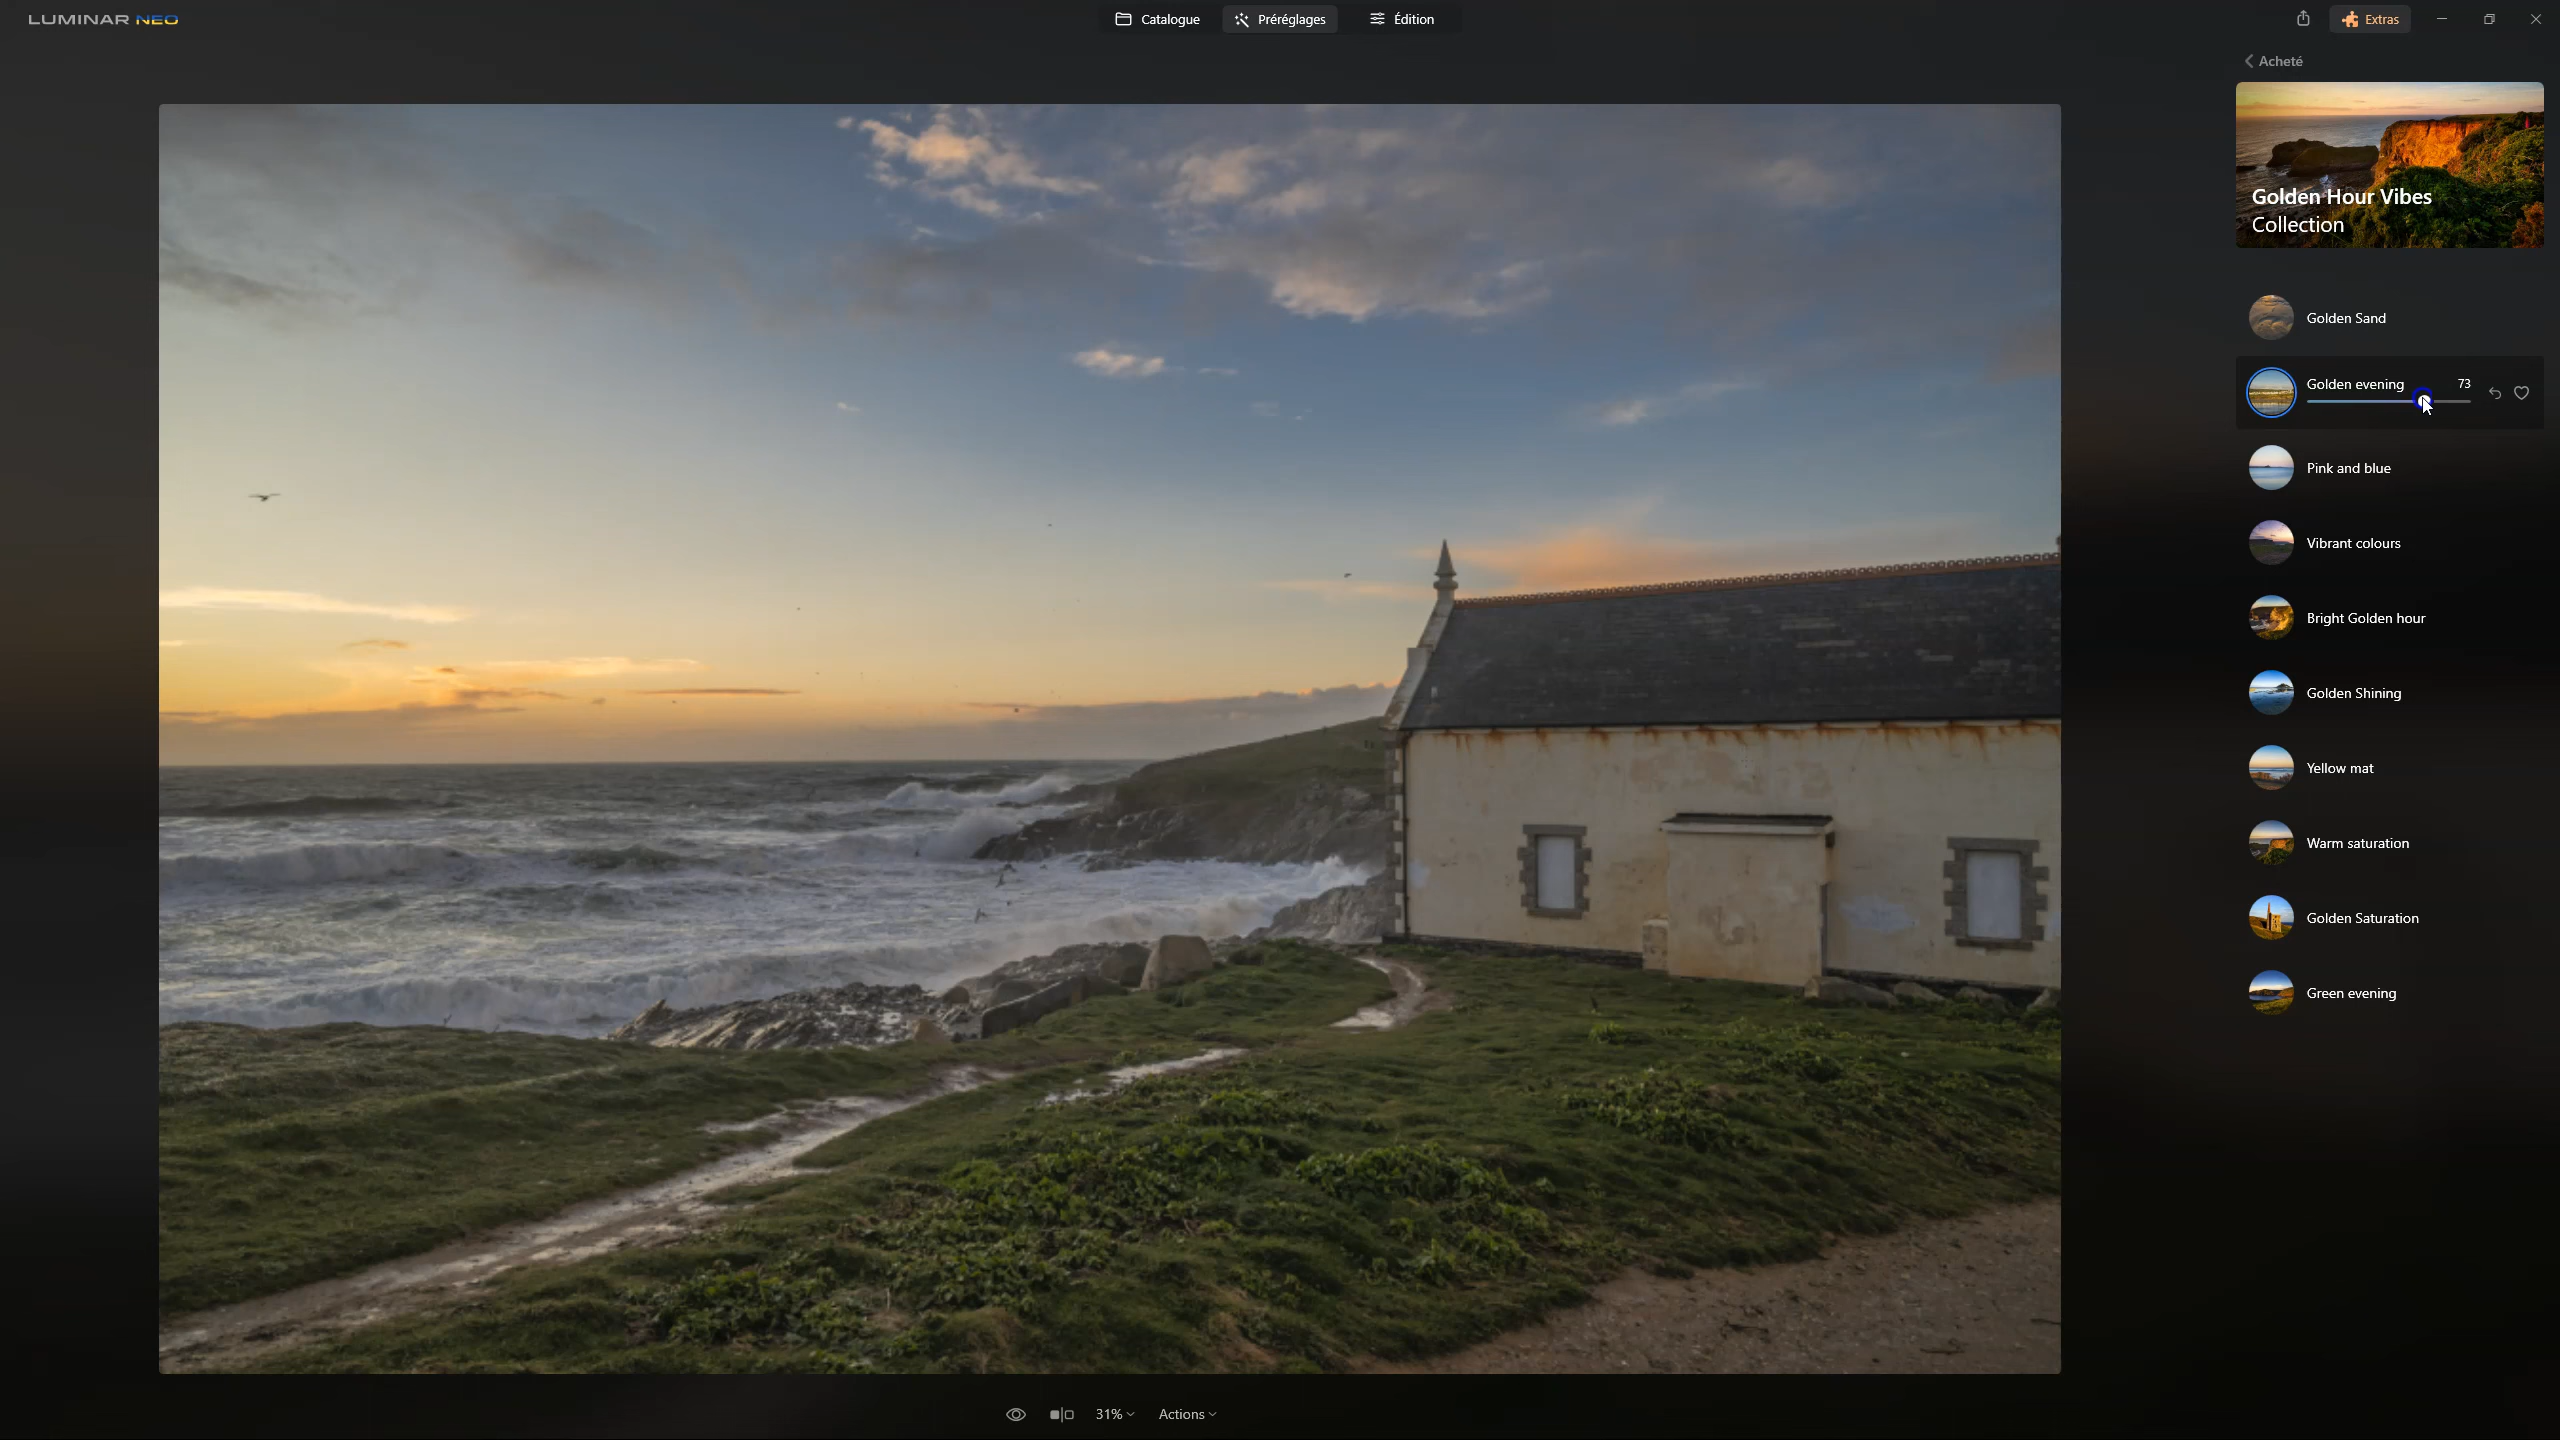 LUMINAR NEO
Catalogue
Préréglages
Édition
Extras
Acheté
Golden Hour Vibes
Collection
Golden Sand
Golden evening 73
Pink and blue
Vibrant colours
Bright Golden hour
Golden Shining
Yellow mat
Warm saturation
Golden Saturation
Green evening
31%
Actions